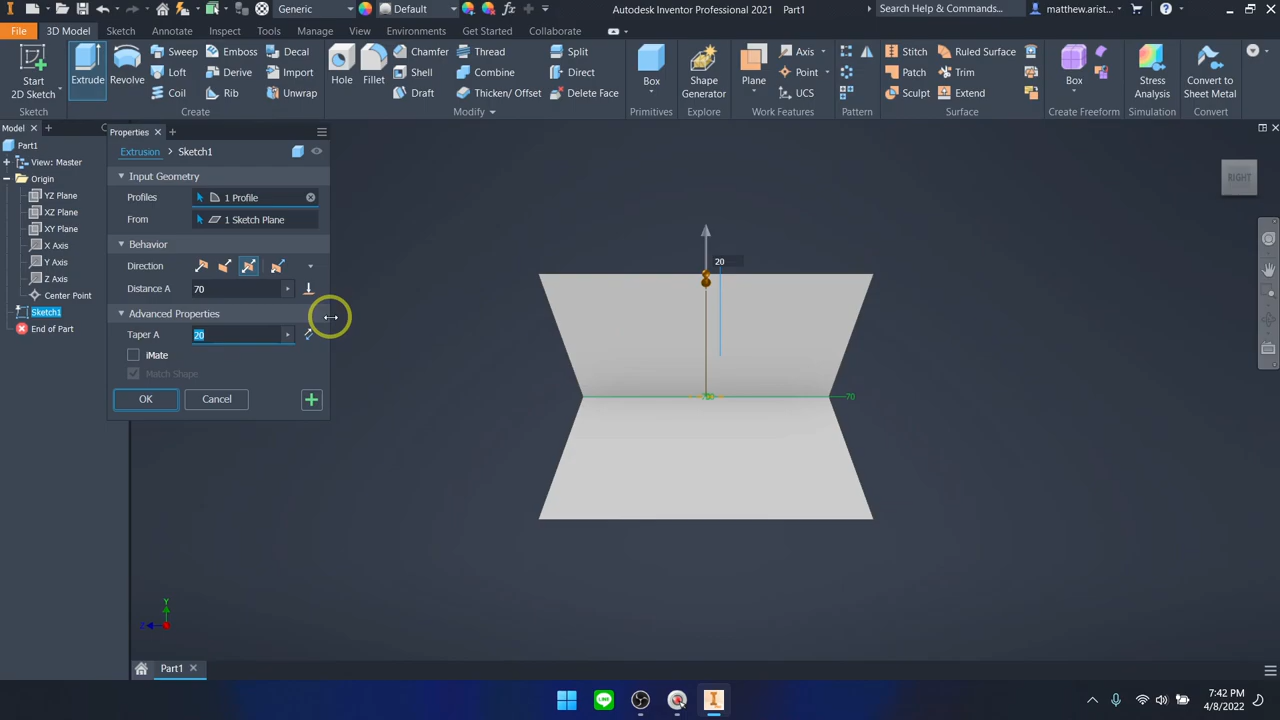 Generic
Default
Autodesk Inventor Professional 2021 Part1
Search Help & Commands...
matthew.arist...
File
3D Model
Sketch
Annotate
Inspect
Tools
Manage
View
Environments
Get Started
Collaborate
Start
2D Sketch
Extrude
Revolve
Sweep
Loft
Coil
Emboss
Derive
Rib
Decal
Import
Unwrap
Hole
Fillet
Chamfer
Shell
Draft
Thread
Combine
Thicken/ Offset
Split
Direct
Delete Face
Box
Shape
Generator
Plane
Axis
Point
UCS
Stitch
Patch
Sculpt
Ruled Surface
Trim
Extend
Box
Stress
Analysis
Convert to
Sheet Metal
Sketch
Create
Modify
Primitives
Explore
Work Features
Pattern
Surface
Create Freeform
Simulation
Convert
Model
Part1
View: Master
Origin
YZ Plane
XZ Plane
XY Plane
X Axis
Y Axis
Z Axis
Center Point
Sketch1
End of Part
Properties
Extrusion > Sketch1
Input Geometry
Profiles 1 Profile
From 1 Sketch Plane
Behavior
Direction
Distance A 70
Advanced Properties
Taper A 20
iMate
Match Shape
OK Cancel
20
70
RIGHT
Y
Z
Part1
7:42 PM
4/8/2022